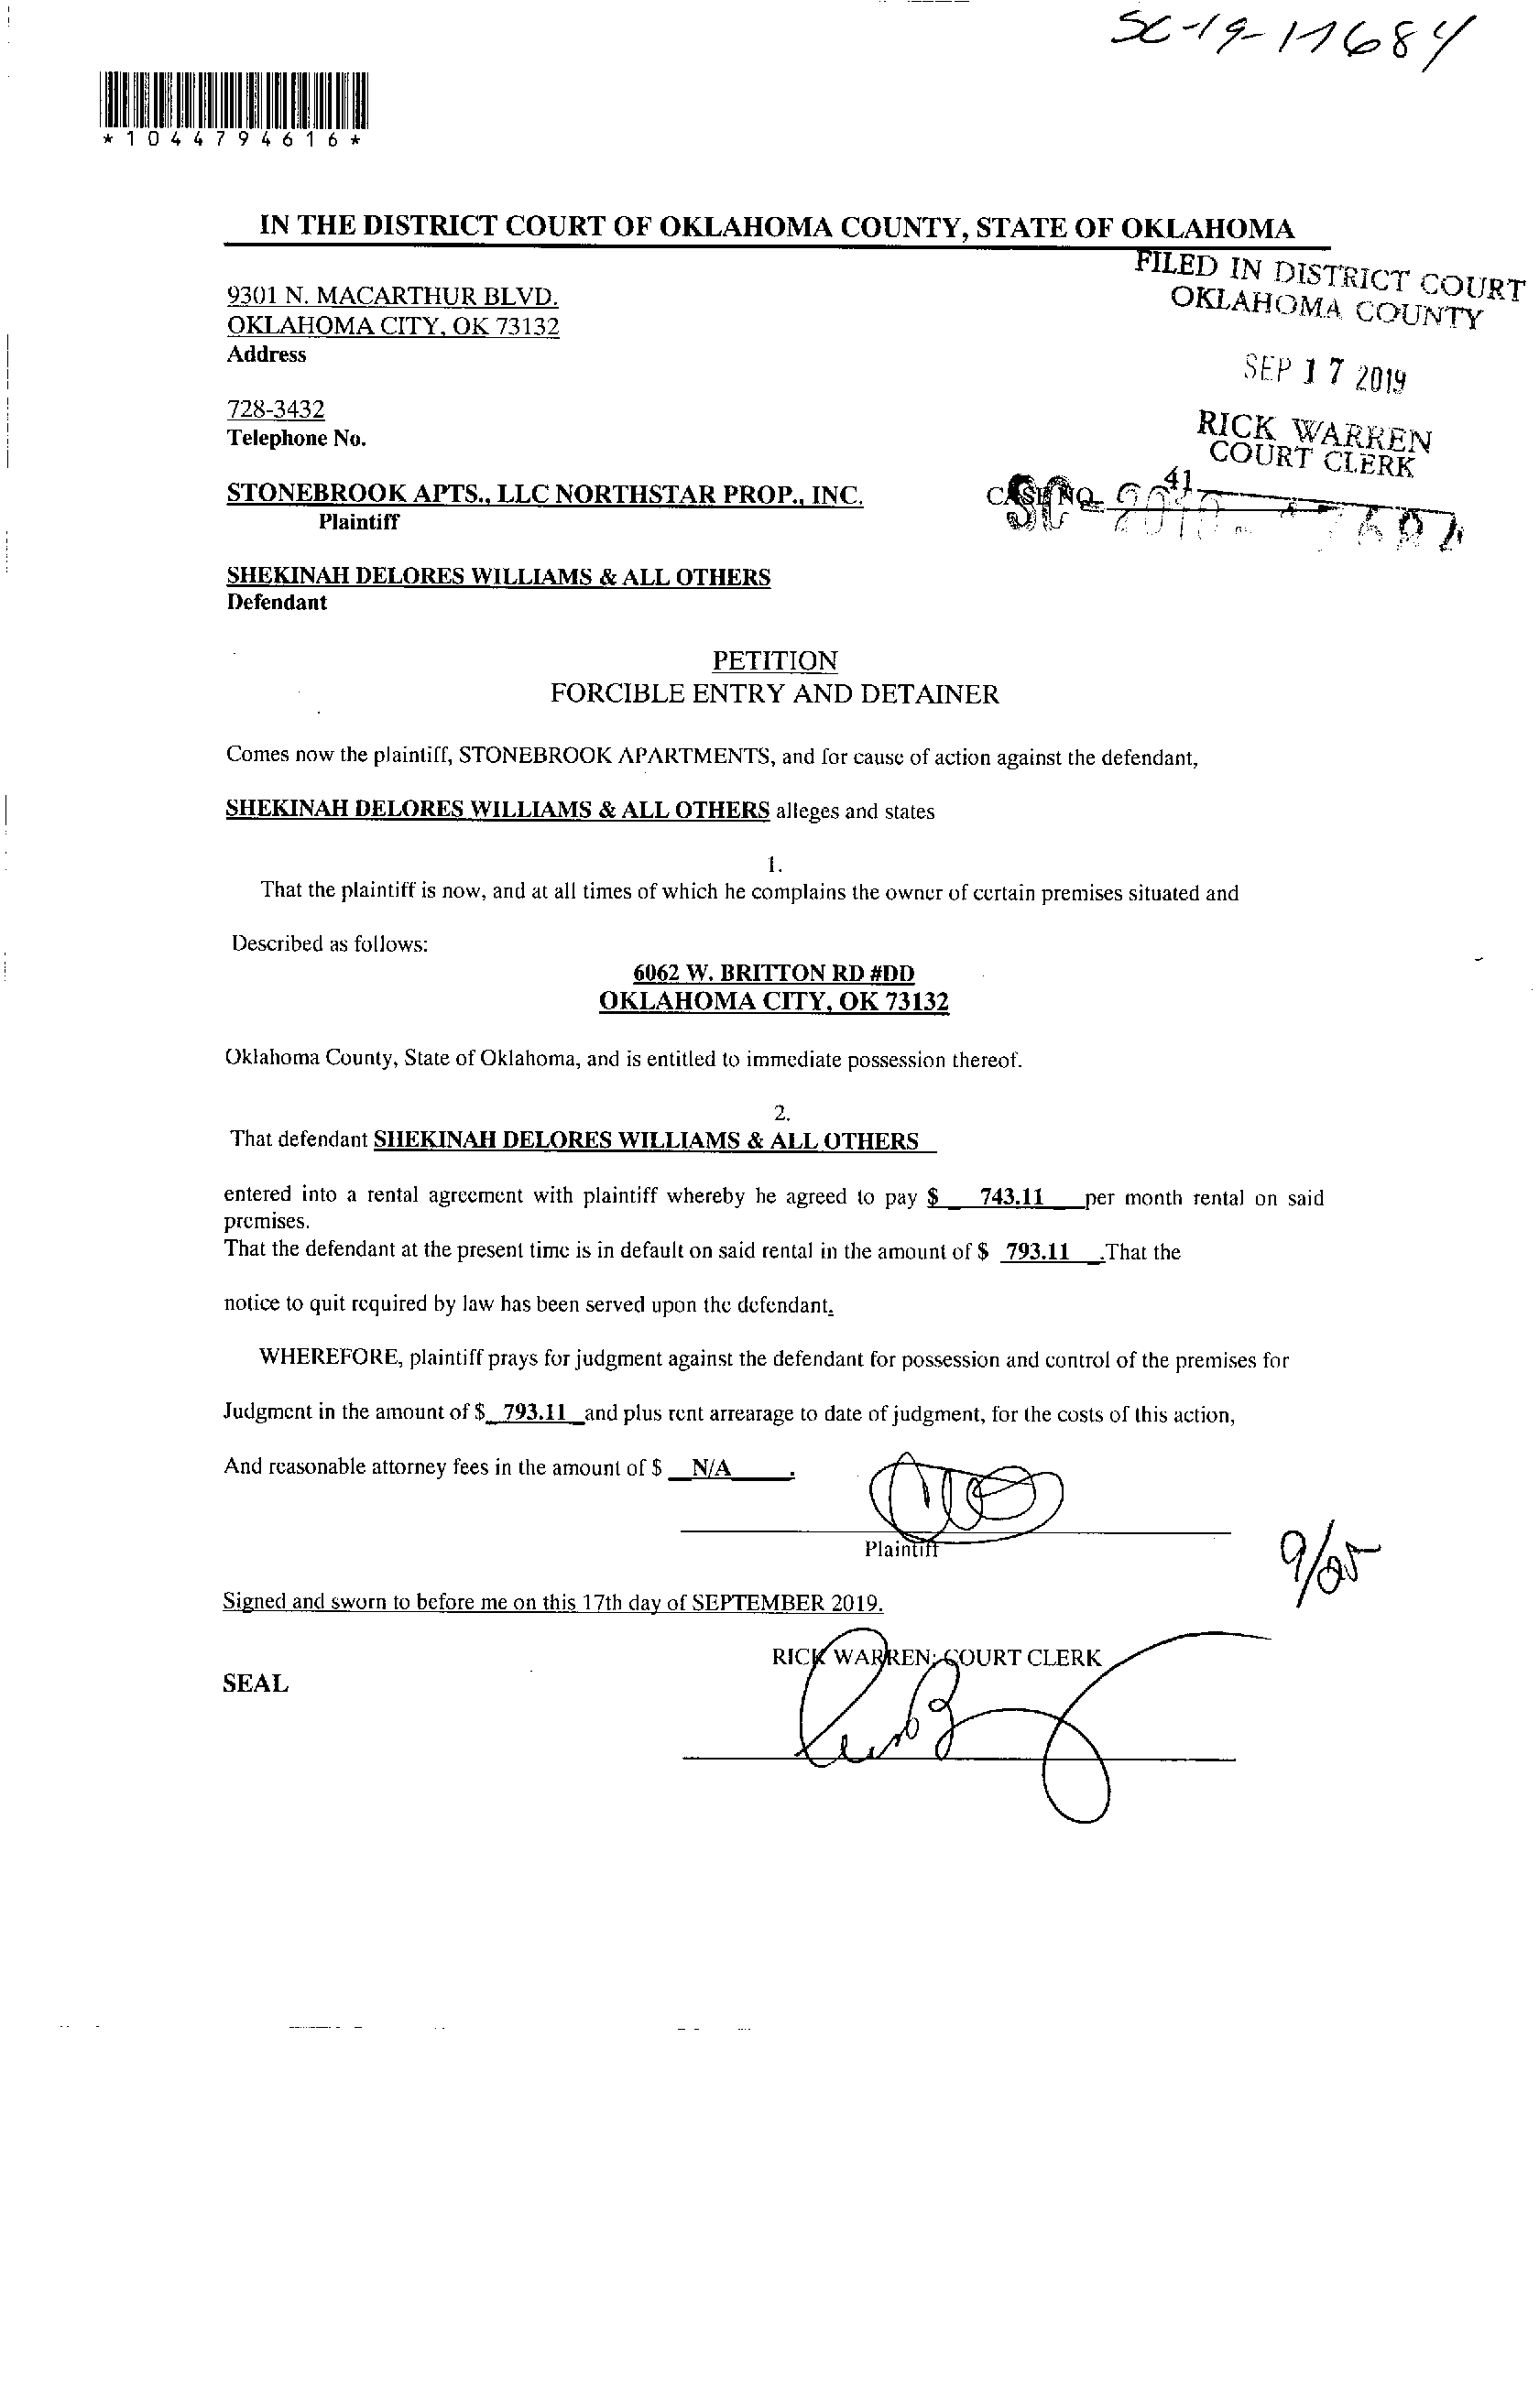 SC-19-17684
*1044794616*
IN THE DISTRICT COURT OF OKLAHOMA COUNTY, STATE OF OKLAHOMA
FILED IN DISTRICT COURT
OKLAHOMA COUNTY
9301 N. MACARTHUR BLVD.
OKLAHOMA CITY, OK 73132
Address
SEP 17 2019
728-3432
Telephone No.
RICK WARREN
COURT CLERK
41
STONEBROOK APTS., LLC NORTHSTAR PROP., INC.
CASE NO.
SC
Plaintiff
SHEKINAH DELORES WILLIAMS & ALL OTHERS
Defendant
PETITION
FORCIBLE ENTRY AND DETAINER
Comes now the plaintiff, STONEBROOK APARTMENTS, and for cause of action against the defendant,
SHEKINAH DELORES WILLIAMS & ALL OTHERS alleges and states
1.
That the plaintiff is now, and at all times of which he complains the owner of certain premises situated and
Described as follows:
6062 W. BRITTON RD #DD
OKLAHOMA CITY, OK 73132
Oklahoma County, State of Oklahoma, and is entitled to immediate possession thereof.
2.
That defendant SHEKINAH DELORES WILLIAMS & ALL OTHERS
entered into a rental agreement with plaintiff whereby he agreed to pay $ 743.11 per month rental on said
premises.
That the defendant at the present time is in default on said rental in the amount of $ 793.11 .That the
notice to quit required by law has been served upon the defendant.
WHEREFORE, plaintiff prays for judgment against the defendant for possession and control of the premises for
Judgment in the amount of $ 793.11 and plus rent arrearage to date of judgment, for the costs of this action,
And reasonable attorney fees in the amount of $ N/A .
Plaintiff
9/25
Signed and sworn to before me on this 17th day of SEPTEMBER 2019.
RICK WARREN; COURT CLERK
SEAL